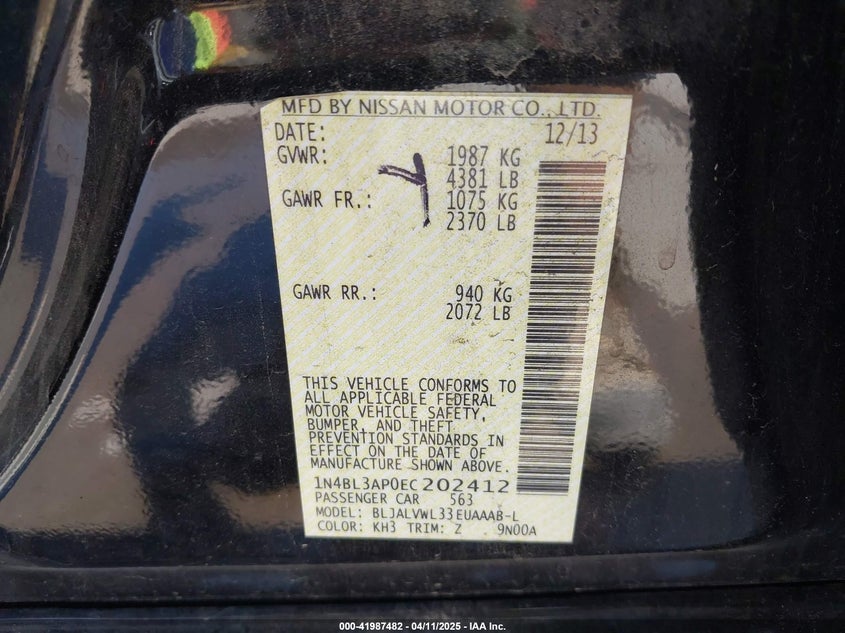 MFD BY NISSAN MOTOR CO., LTD.
DATE: 12/13
GVWR: 1987 KG
4381 LB
GAWR FR.: 1075 KG
2370 LB
GAWR RR.: 940 KG
2072 LB
THIS VEHICLE CONFORMS TO
ALL APPLICABLE FEDERAL
MOTOR VEHICLE SAFETY,
BUMPER, AND THEFT
PREVENTION STANDARDS IN
EFFECT ON THE DATE OF
MANUFACTURE SHOWN ABOVE.
1N4BL3AP0EC202412
PASSENGER CAR 563
MODEL: BLJALVWL33EUAAAB-L
COLOR: KH3 TRIM: Z 9N00A
000-41987482 - 04/11/2025 - IAA Inc.